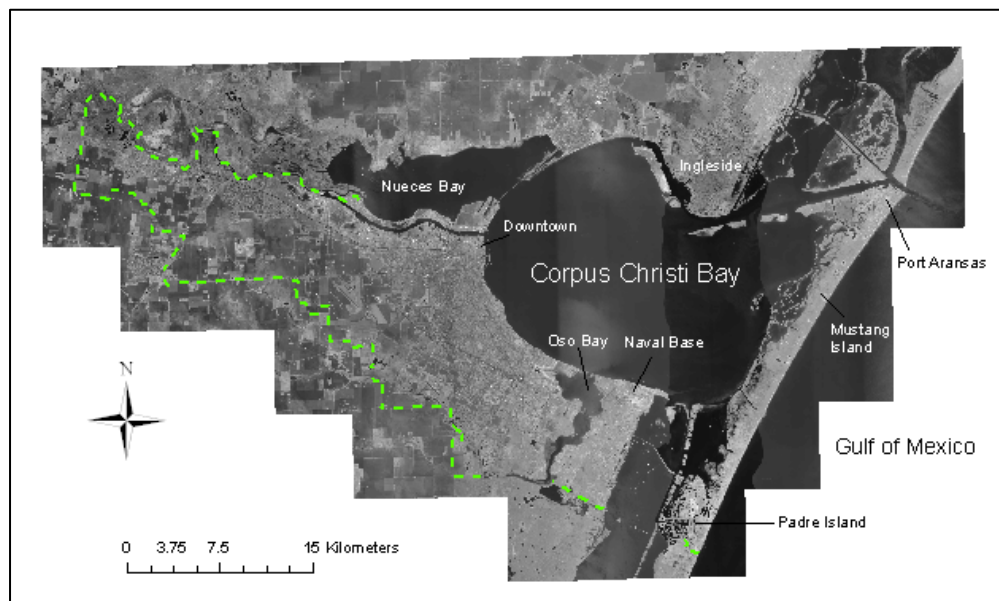 Ingleside
Nueces Bay
Downtown
Port Aransas
Corpus Christi Bay
Mustang
Island
Oso Bay
Naval Base
N
Gulf of Mexico
Padre Island
0 3.75 7.5 15 Kilometers